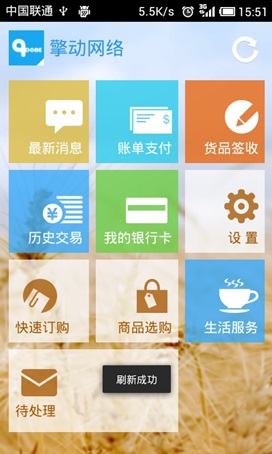 中国联通 5.5K/s 3G 15:51
QDONE 擎动网络
最新消息 账单支付 货品签收
历史交易 我的银行卡 设置
快速订购 商品选购 生活服务
刷新成功
待处理